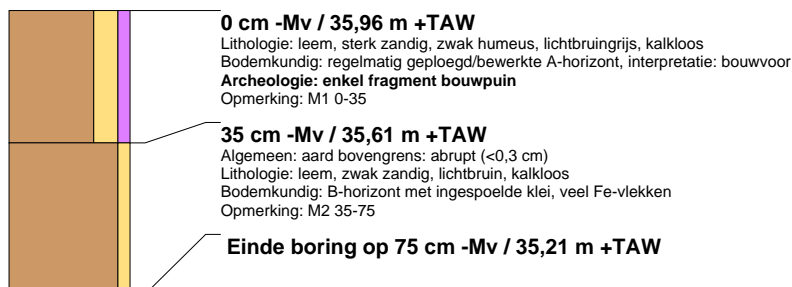 0 cm -Mv / 35,96 m +TAW
Lithologie: leem, sterk zandig, zwak humeus, lichtbruingrijs, kalkloos
Bodemkundig: regelmatig geploegd/bewerkte A-horizont, interpretatie: bouwvoor
Archeologie: enkel fragment bouwpuin
Opmerking: M1 0-35
35 cm -Mv / 35,61 m +TAW
Algemeen: aard bovengrens: abrupt (<0,3 cm)
Lithologie: leem, zwak zandig, lichtbruin, kalkloos
Bodemkundig: B-horizont met ingespoelde klei, veel Fe-vlekken
Opmerking: M2 35-75
Einde boring op 75 cm -Mv / 35,21 m +TAW